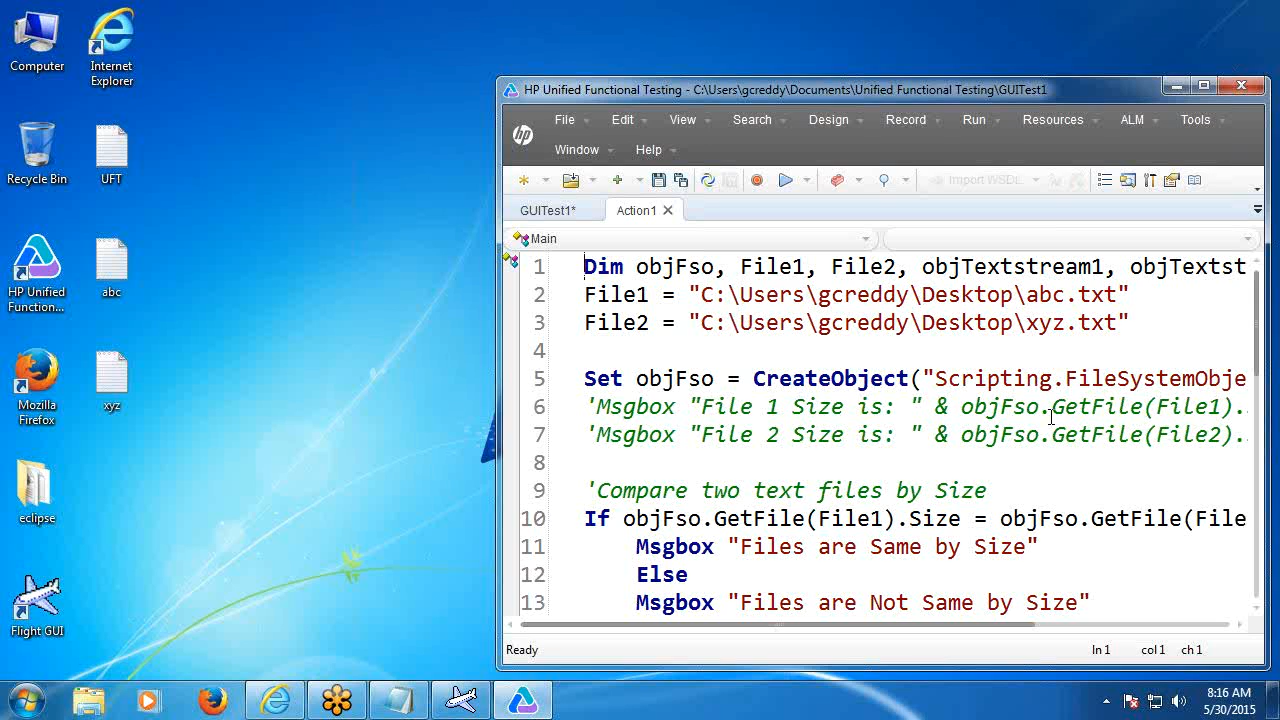 Computer
Internet
Explorer
Recycle Bin
UFT
HP Unified
Function...
abc
Mozilla
Firefox
xyz
eclipse
Flight GUI
HP Unified Functional Testing - C:\Users\gcreddy\Documents\Unified Functional Testing\GUITest1
hp
File Edit View Search Design Record Run Resources ALM Tools
Window Help
Import WSDL
GUITest1* Action1
Main
1 Dim objFso, File1, File2, objTextstream1, objTextst
2 File1 = "C:\Users\gcreddy\Desktop\abc.txt"
3 File2 = "C:\Users\gcreddy\Desktop\xyz.txt"
4
5 Set objFso = CreateObject("Scripting.FileSystemObje
6 'Msgbox "File 1 Size is: " & objFso.GetFile(File1).
7 'Msgbox "File 2 Size is: " & objFso.GetFile(File2).
8
9 'Compare two text files by Size
10 If objFso.GetFile(File1).Size = objFso.GetFile(File
11 Msgbox "Files are Same by Size"
12 Else
13 Msgbox "Files are Not Same by Size"
Ready ln 1 col 1 ch 1
8:16 AM
5/30/2015